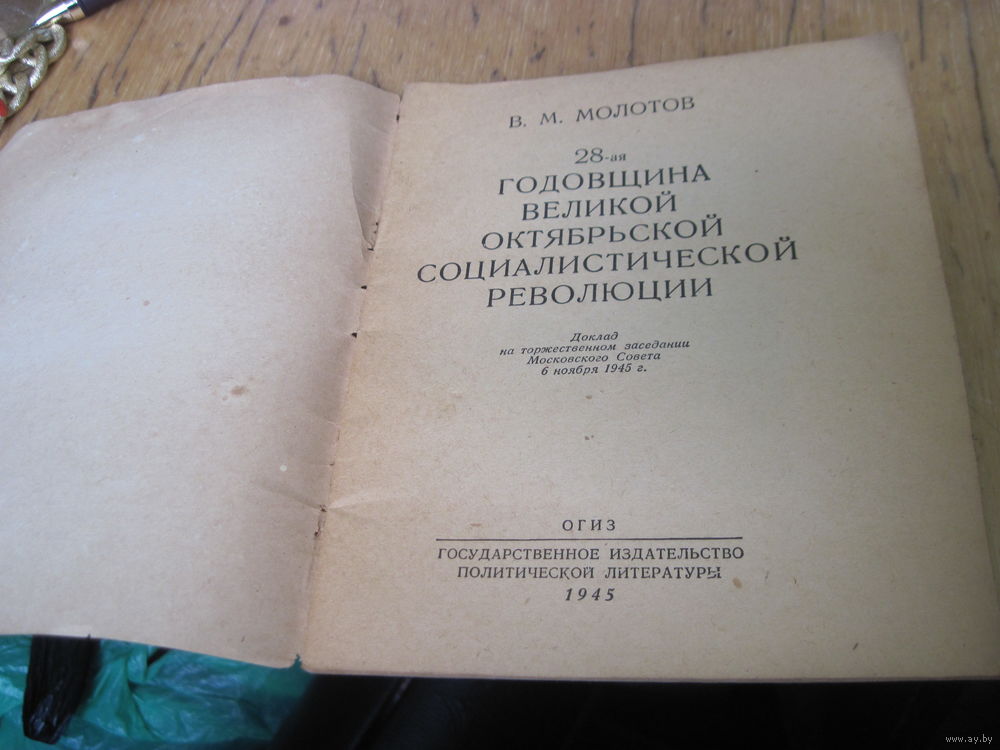 В. М. МОЛОТОВ
28-ая
ГОДОВЩИНА
ВЕЛИКОЙ
ОКТЯБРЬСКОЙ
СОЦИАЛИСТИЧЕСКОЙ
РЕВОЛЮЦИИ
Доклад
на торжественном заседании
Московского Совета
6 ноября 1945 г.
ОГИЗ
ГОСУДАРСТВЕННОЕ ИЗДАТЕЛЬСТВО
ПОЛИТИЧЕСКОЙ ЛИТЕРАТУРЫ
1945
www.ay.by